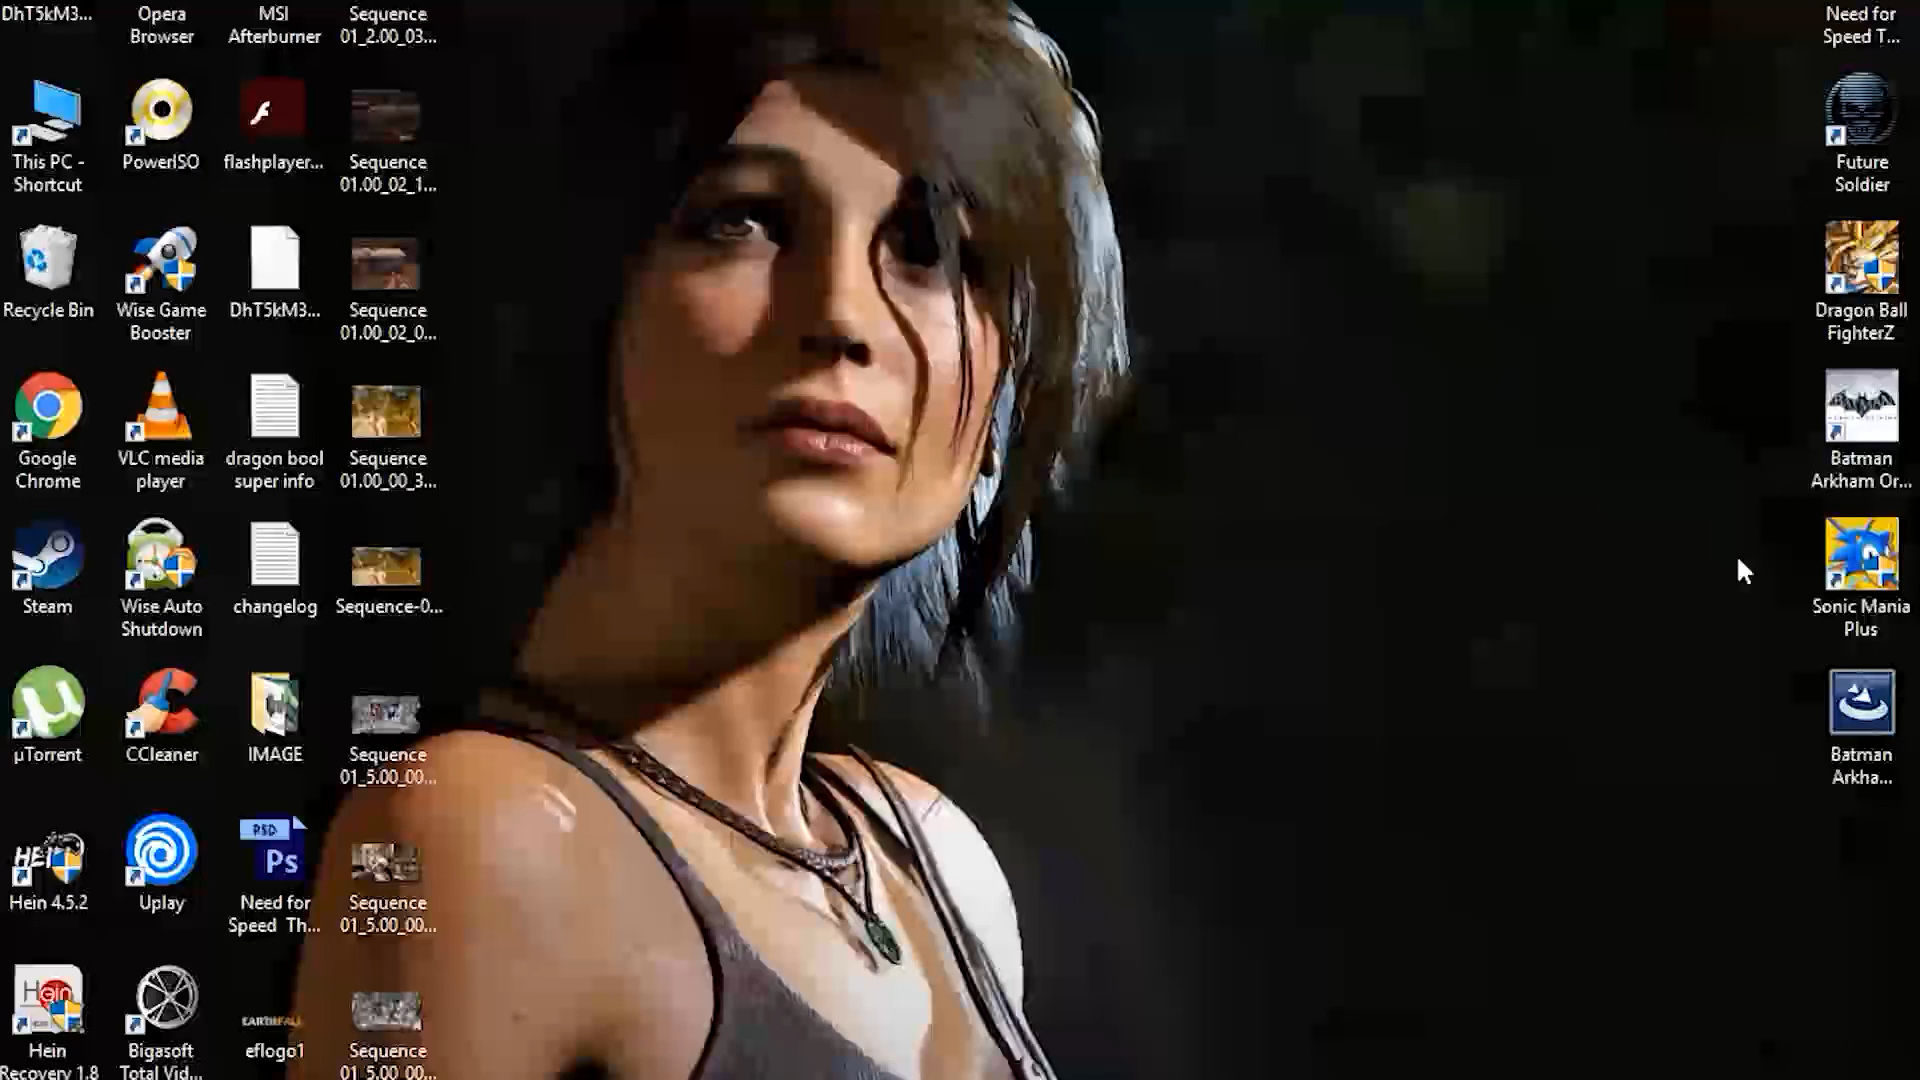 DhT5kM3...
Opera
Browser
MSI
Afterburner
Sequence
01_2.00_03...
Need for
Speed T...
This PC -
Shortcut
PowerISO
flashplayer...
Sequence
01.00_02_1...
Future
Soldier
Recycle Bin
Wise Game
Booster
DhT5kM3...
Sequence
01.00_02_0...
Dragon Ball
FighterZ
Google
Chrome
VLC media
player
dragon bool
super info
Sequence
01.00_00_3...
Batman
Arkham Or...
Steam
Wise Auto
Shutdown
changelog
Sequence-0...
Sonic Mania
Plus
µTorrent
CCleaner
IMAGE
Sequence
01_5.00_00...
Batman
Arkha...
HEIN
PSD
Ps
Hein 4.5.2
Uplay
Need for
Speed Th...
Sequence
01_5.00_00...
Hein
EARTHFALL
Hein
Recovery 1.8
Bigasoft
Total Vid...
eflogo1
Sequence
01_5.00_00...